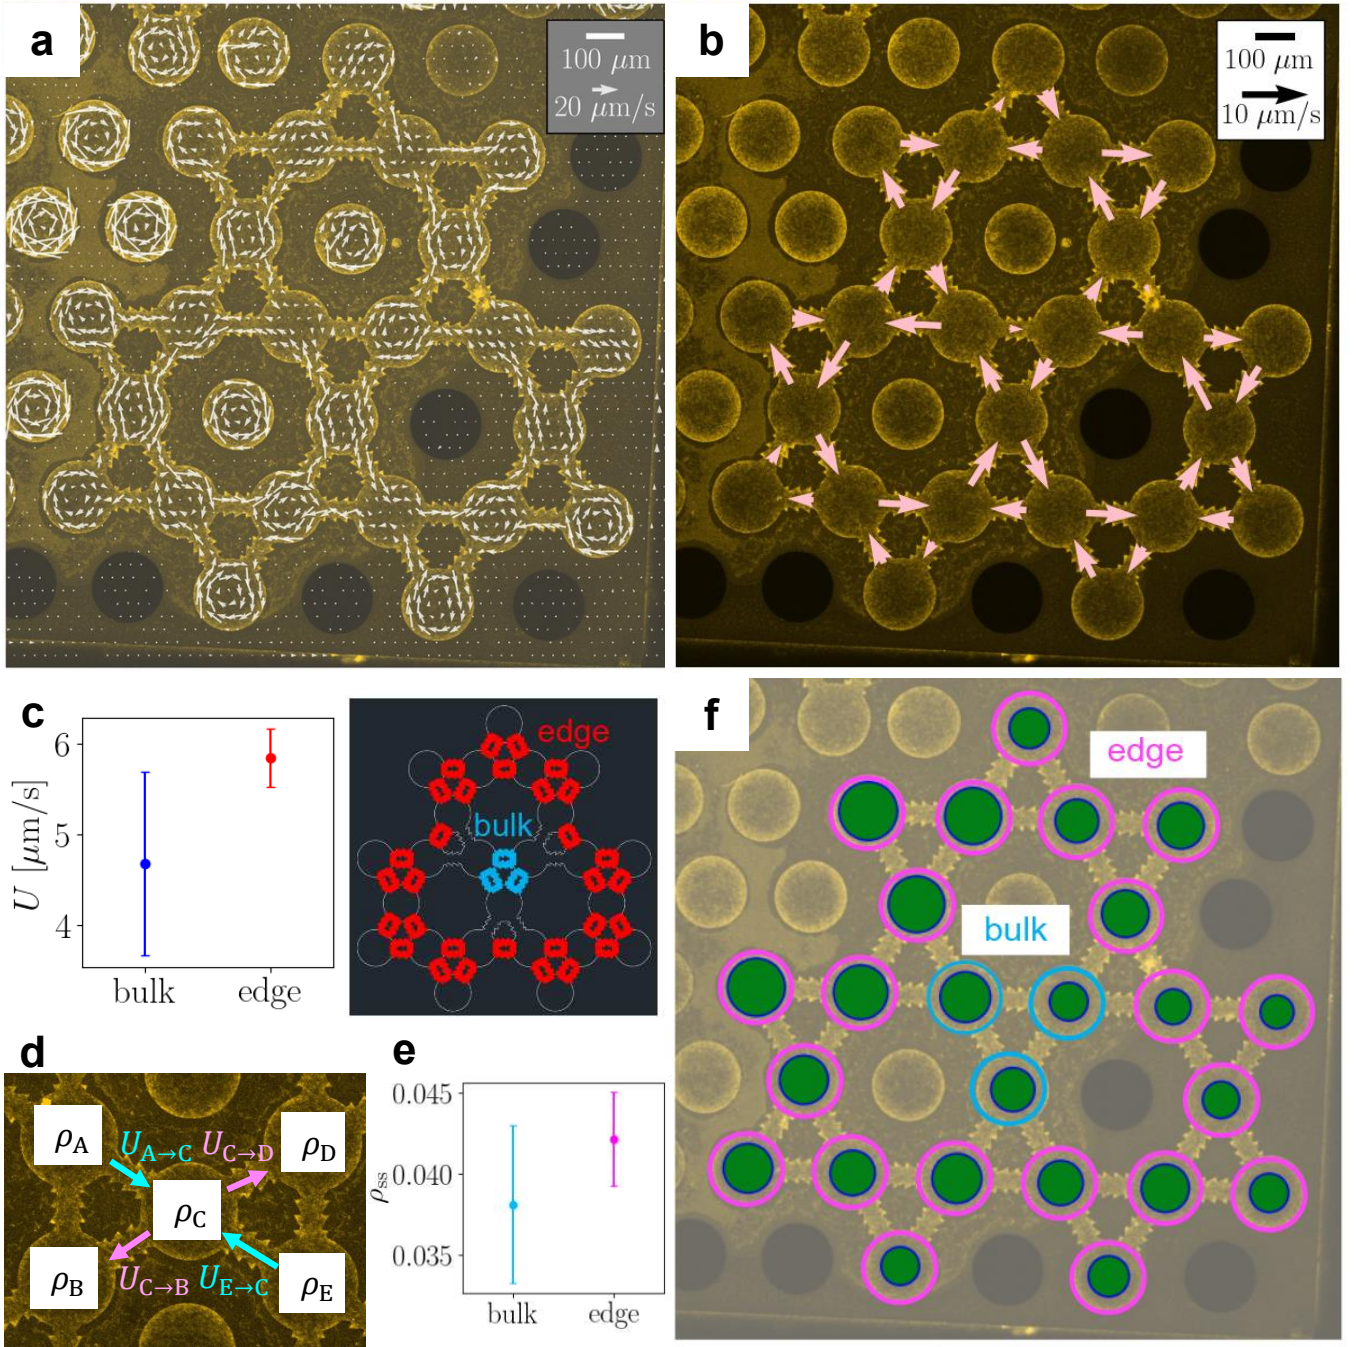 a
100 μm
20 μm/s
b
100 μm
10 μm/s
c
6
5
4
U [μm/s]
bulk
edge
edge
bulk
d
ρA
UA→C
UC→D
ρD
ρC
ρB
UC→B
UE→C
ρE
e
0.045
0.040
0.035
ρss
bulk
edge
f
edge
bulk